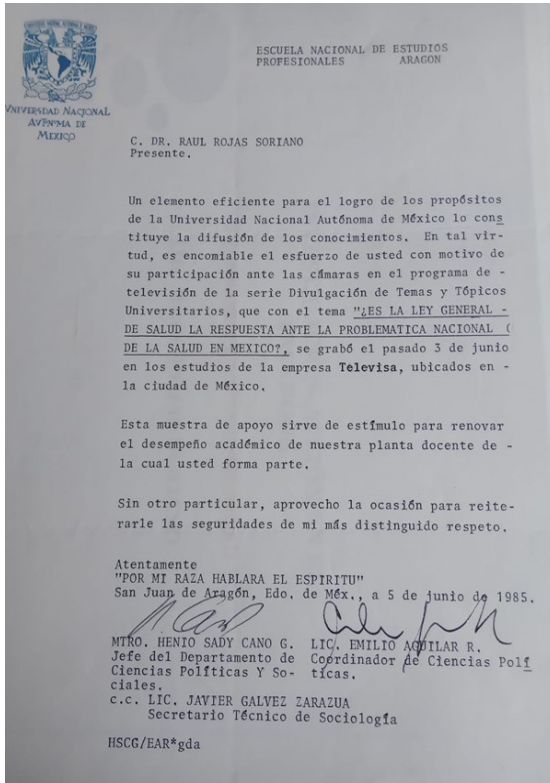 ESCUELA NACIONAL DE ESTUDIOS
PROFESIONALES ARAGON
VNIVERSDAD NACJONAL
AVPNMA DE
MEXICO
C. DR. RAUL ROJAS SORIANO
Presente.
Un elemento eficiente para el logro de los propósitos
de la Universidad Nacional Autónoma de México lo cons
tituye la difusión de los conocimientos. En tal vir-
tud, es encomiable el esfuerzo de usted con motivo de
su participación ante las cámaras en el programa de -
televisión de la serie Divulgación de Temas y Tópicos
Universitarios, que con el tema "¿ES LA LEY GENERAL -
DE SALUD LA RESPUESTA ANTE LA PROBLEMATICA NACIONAL (
DE LA SALUD EN MEXICO?, se grabó el pasado 3 de junio
en los estudios de la empresa Televisa, ubicados en -
la ciudad de México.
Esta muestra de apoyo sirve de estímulo para renovar
el desempeño académico de nuestra planta docente de -
la cual usted forma parte.
Sin otro particular, aprovecho la ocasión para reite-
rarle las seguridades de mi más distinguido respeto.
Atentamente
"POR MI RAZA HABLARA EL ESPIRITU"
San Juan de Aragón, Edo. de Méx., a 5 de junio de 1985.
MTRO. HENIO SADY CANO G. LIC. EMILIO AGUILAR R.
Jefe del Departamento de Coordinador de Ciencias Polí
Ciencias Políticas Y So- ticas.
ciales.
c.c. LIC. JAVIER GALVEZ ZARAZUA
Secretario Técnico de Sociología
HSCG/EAR*gda